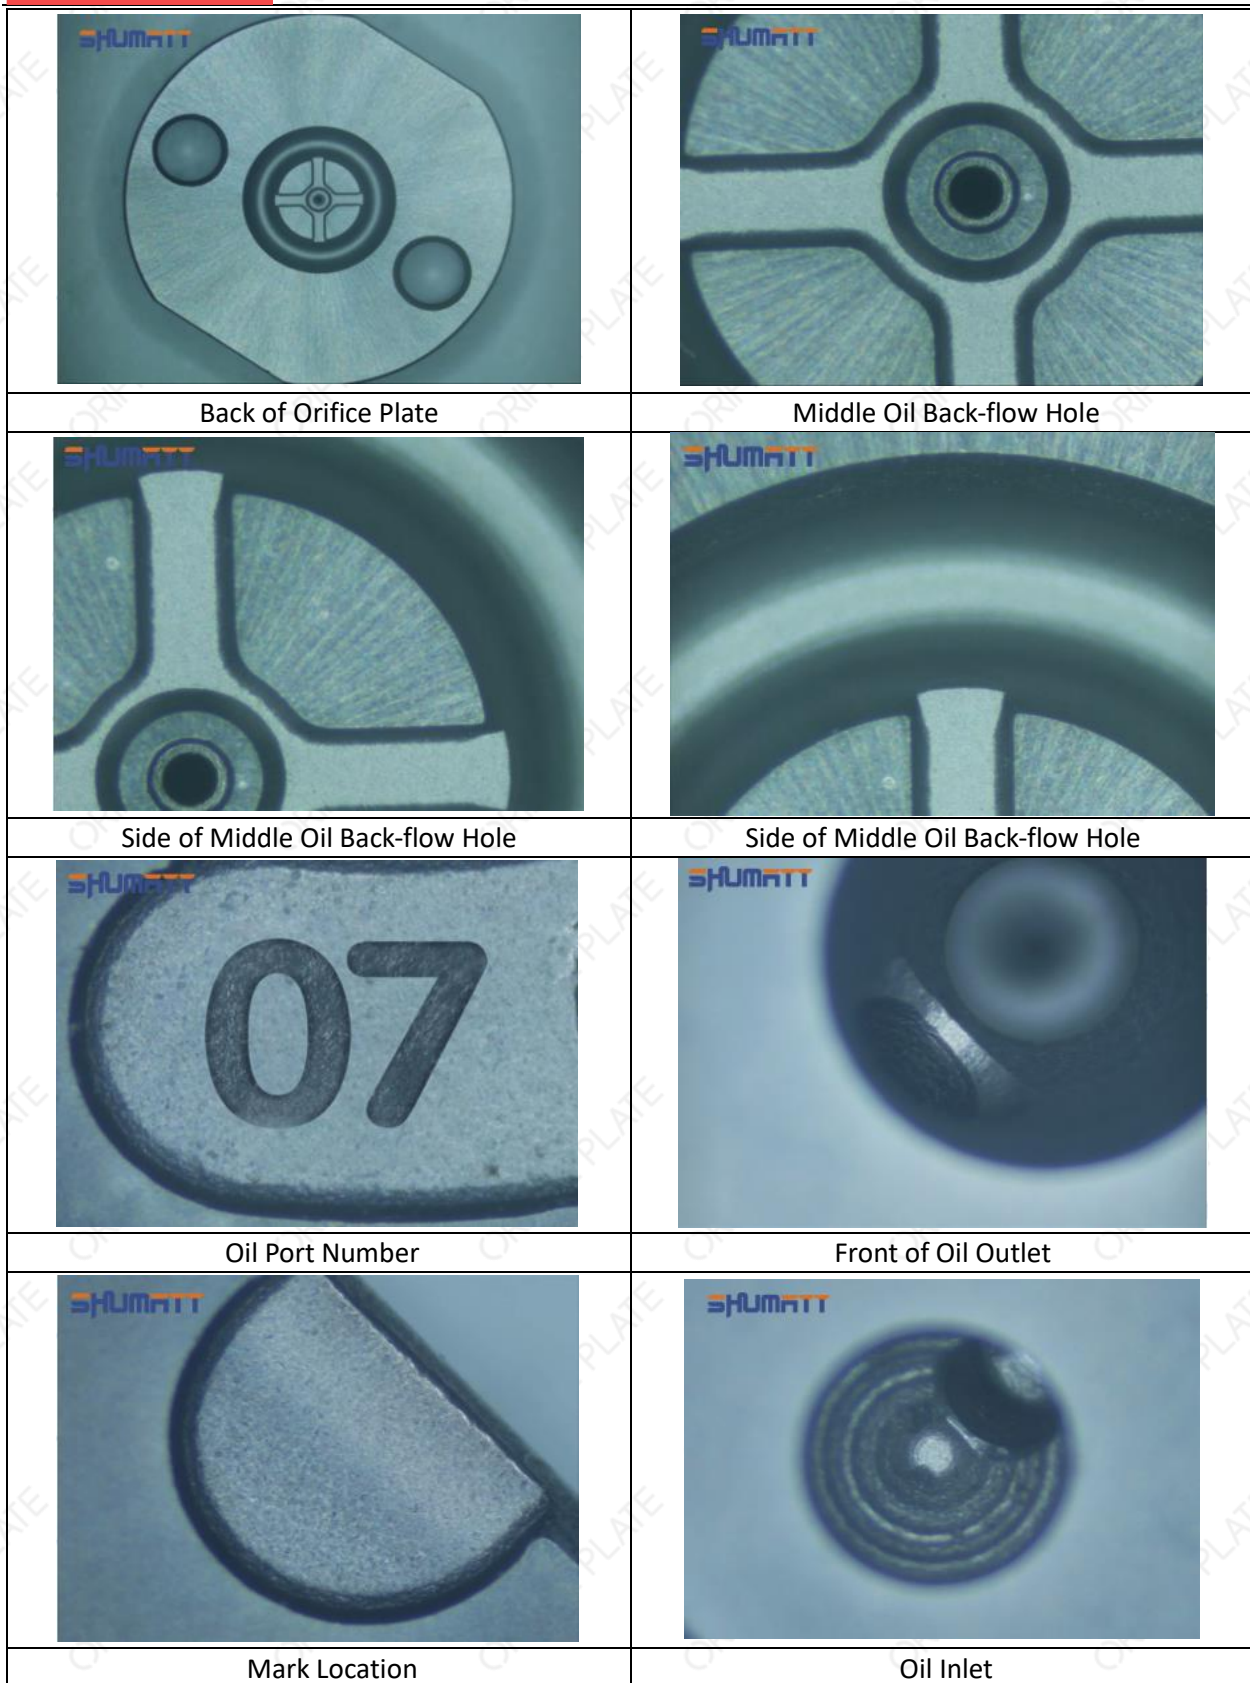 SHUMATT
SHUMATT
Back of Orifice Plate
Middle Oil Back-flow Hole
SHUMATT
SHUMATT
Side of Middle Oil Back-flow Hole
Side of Middle Oil Back-flow Hole
SHUMATT
07
SHUMATT
Oil Port Number
Front of Oil Outlet
SHUMATT
SHUMATT
Mark Location
Oil Inlet